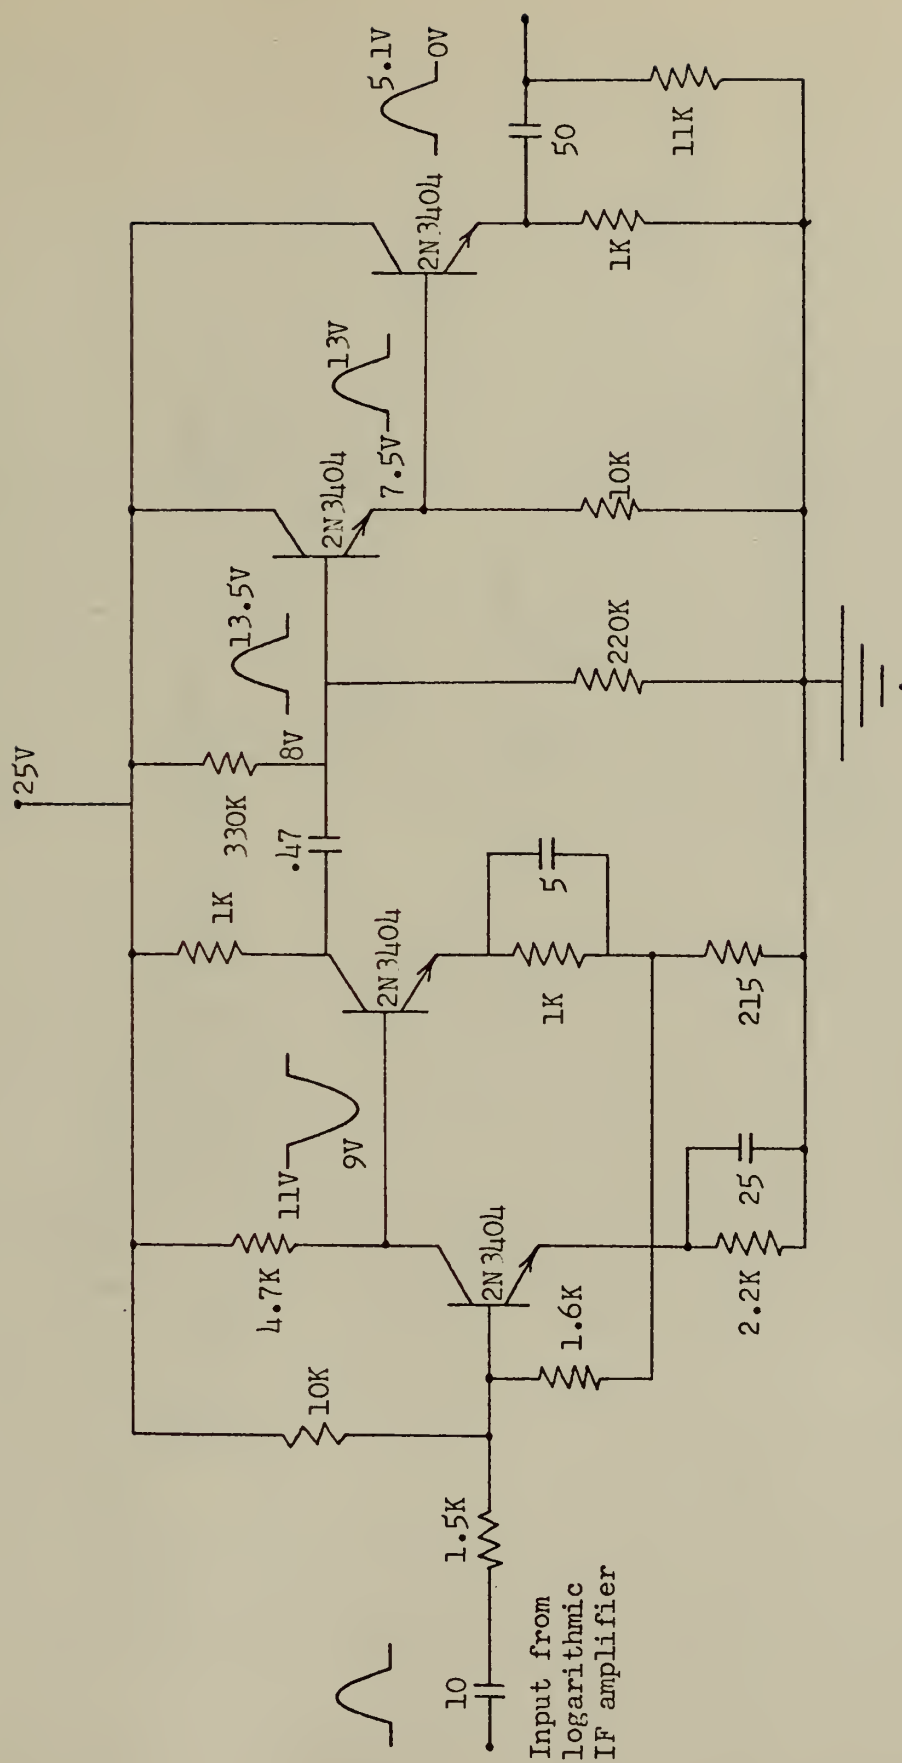 25V
5.1V
0V
2N3404
50
11K
1K
13V
7.5V
2N3404
10K
13.5V
8V
220K
330K
.47
1K
2N3404
5
1K
215
11V
9V
4.7K
2N3404
25
2.2K
1.6K
10K
1.5K
10
Input from
logarithmic
IF amplifier